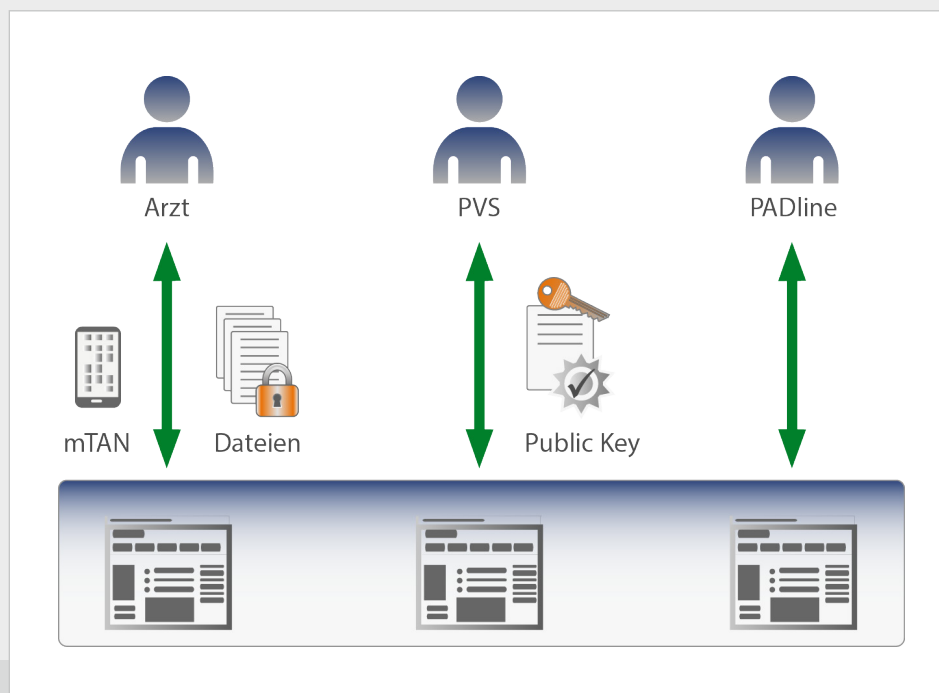 Arzt
PVS
PADline
mTAN
Dateien
Public Key